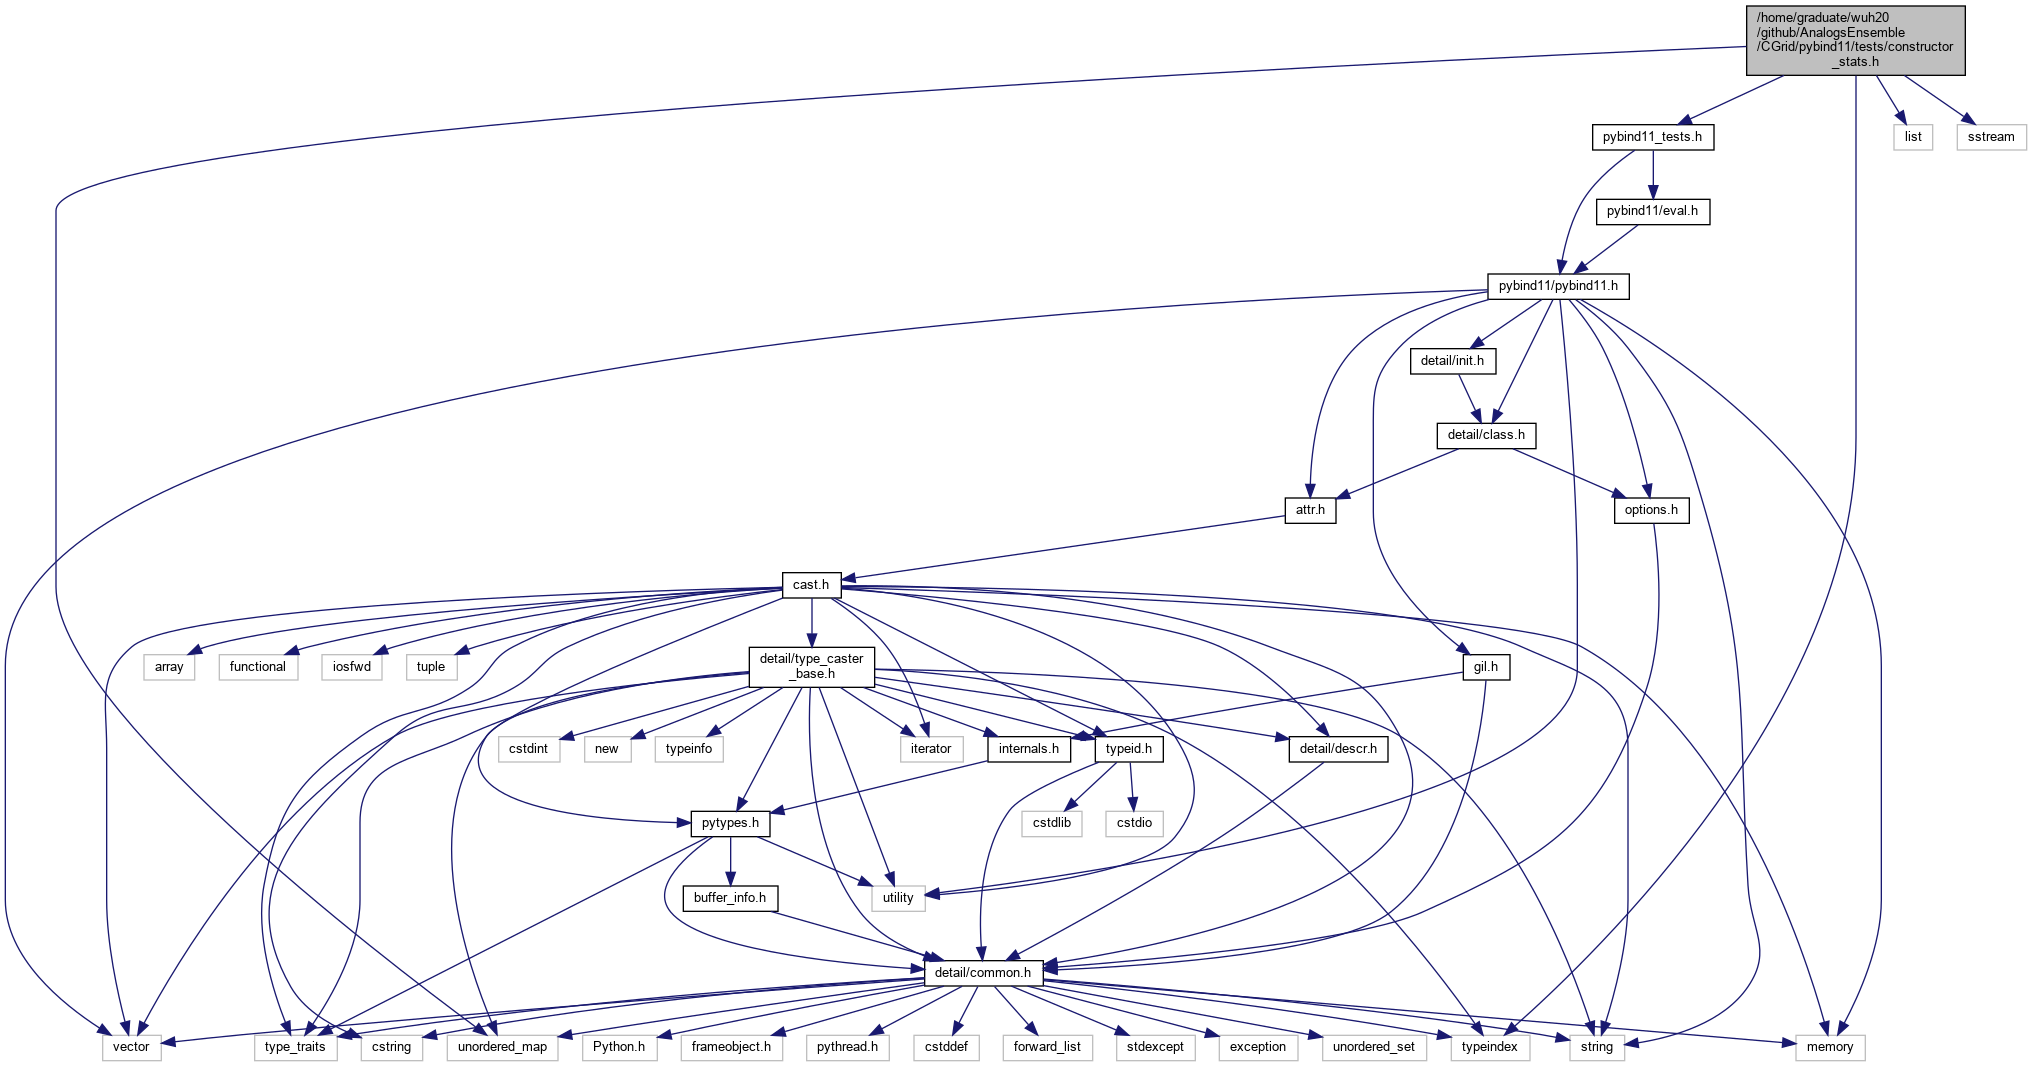 /home/graduate/wuh20
/github/AnalogsEnsemble
/CGrid/pybind11/tests/constructor
_stats.h
pybind11_tests.h
list
sstream
pybind11/eval.h
pybind11/pybind11.h
detail/init.h
detail/class.h
attr.h
options.h
cast.h
array
functional
iosfwd
tuple
detail/type_caster
_base.h
gil.h
cstdint
new
typeinfo
iterator
internals.h
typeid.h
detail/descr.h
pytypes.h
cstdlib
cstdio
buffer_info.h
utility
detail/common.h
vector
type_traits
cstring
unordered_map
Python.h
frameobject.h
pythread.h
cstddef
forward_list
stdexcept
exception
unordered_set
typeindex
string
memory